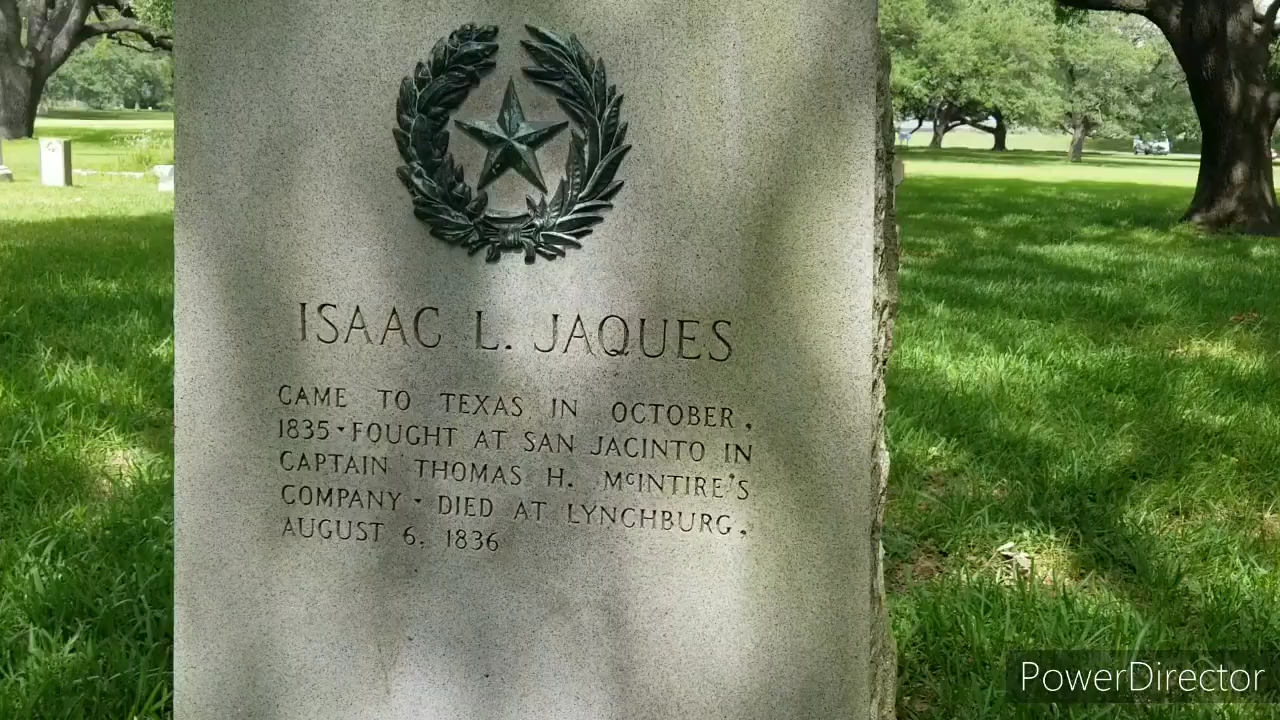 ISAAC L. JAQUES
CAME TO TEXAS IN OCTOBER,
1835 · FOUGHT AT SAN JACINTO IN
CAPTAIN THOMAS H. McINTIRE'S
COMPANY · DIED AT LYNCHBURG,
AUGUST 6, 1836
PowerDirector